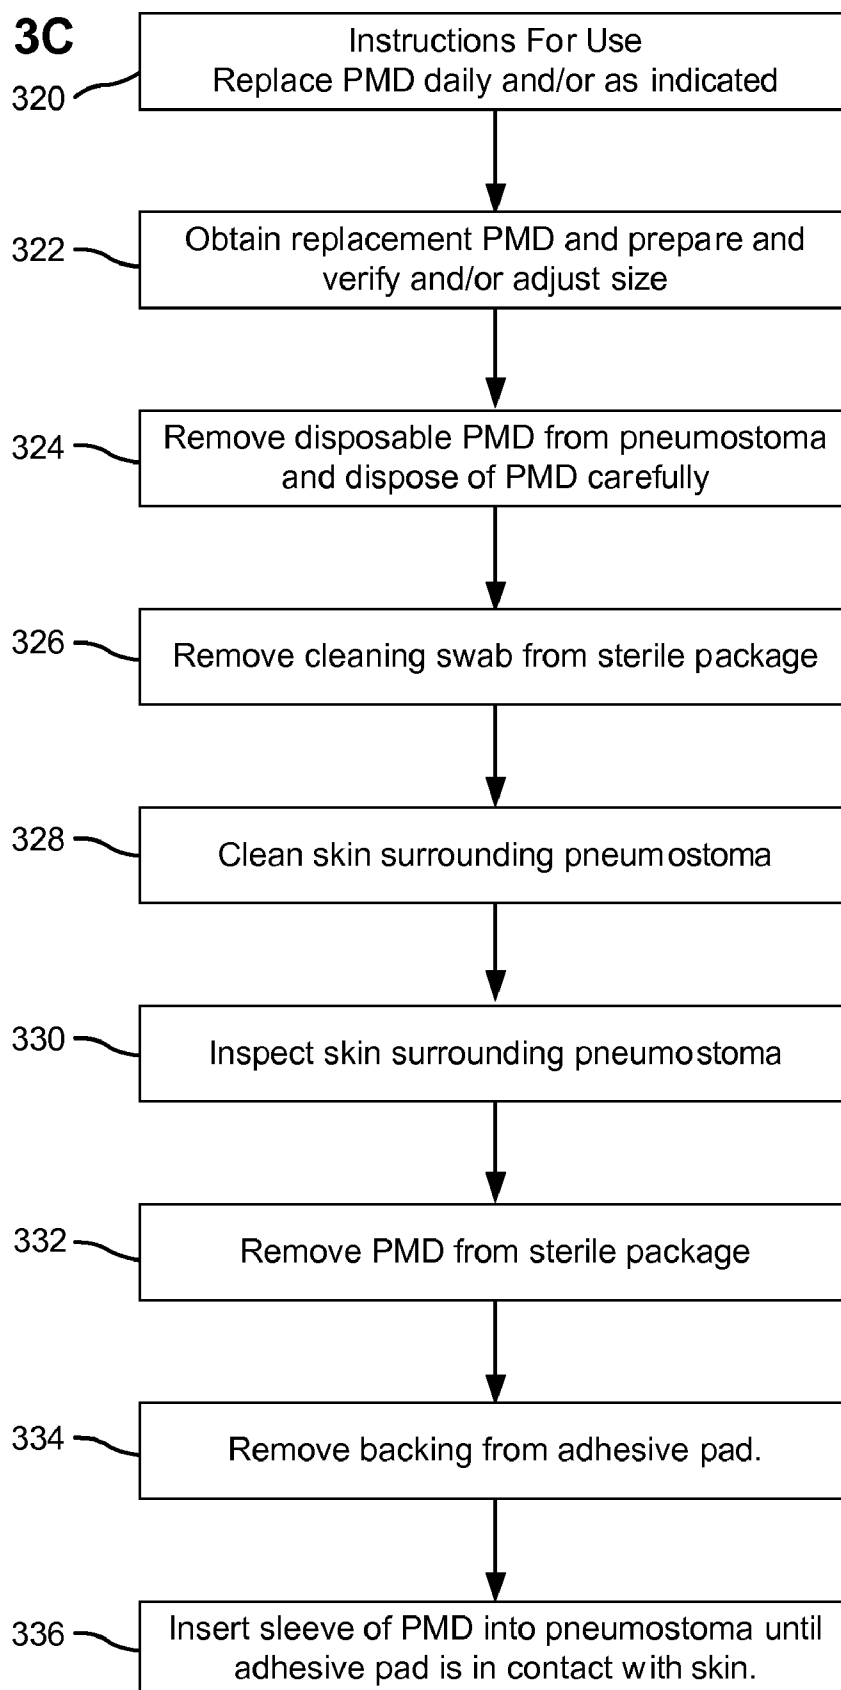 3C
Instructions For Use
320
Replace PMD daily and/or as indicated
322
Obtain replacement PMD and prepare and
verify and/or adjust size
324
Remove disposable PMD from pneumostoma
and dispose of PMD carefully
326
Remove cleaning swab from sterile package
328
Clean skin surrounding pneumostoma
330
Inspect skin surrounding pneumostoma
332
Remove PMD from sterile package
334
Remove backing from adhesive pad.
336
Insert sleeve of PMD into pneumostoma until
adhesive pad is in contact with skin.